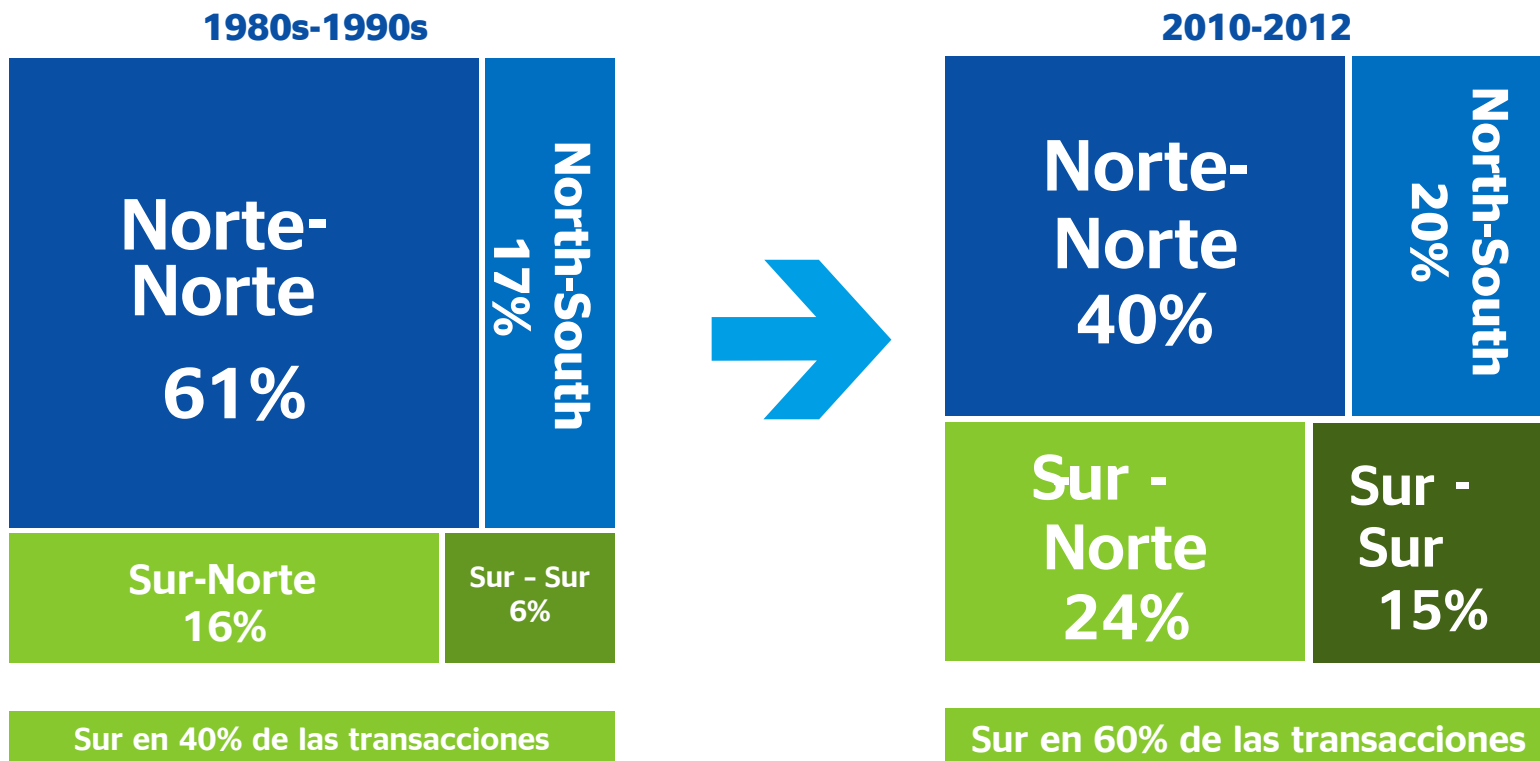 1980s-1990s
Norte-
Norte
61%
North-South
17%
Sur-Norte
16%
Sur – Sur
6%
Sur en 40% de las transacciones
2010-2012
Norte-
Norte
40%
North-South
20%
Sur -
Norte
24%
Sur -
Sur
15%
Sur en 60% de las transacciones